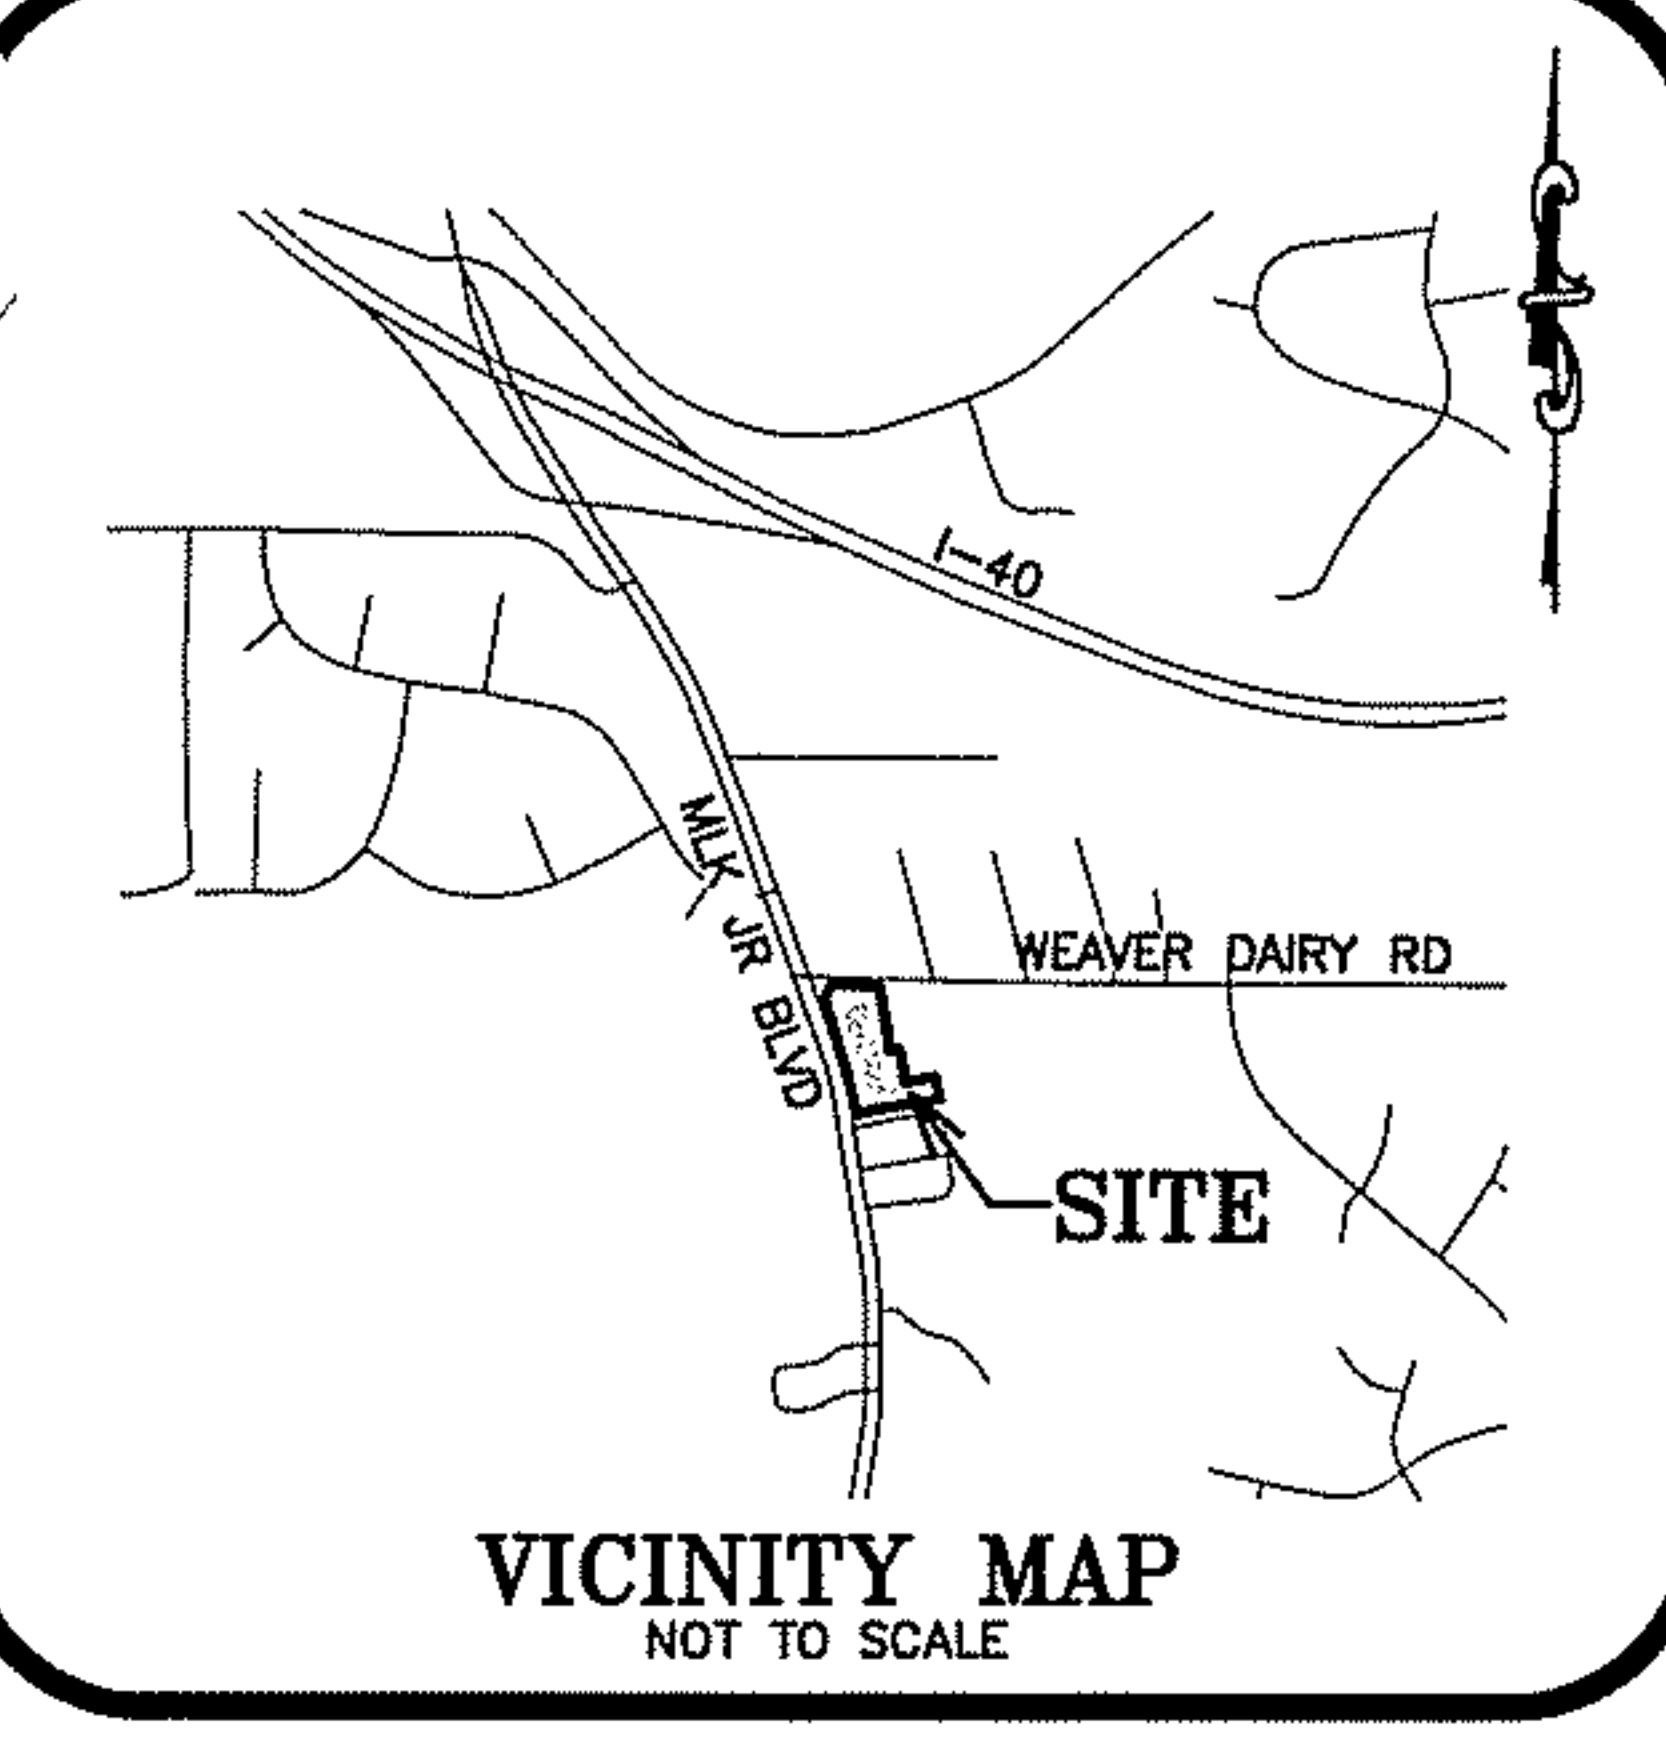 I-40
MLK JR BLVD
WEAVER DAIRY RD
SITE
VICINITY MAP
NOT TO SCALE